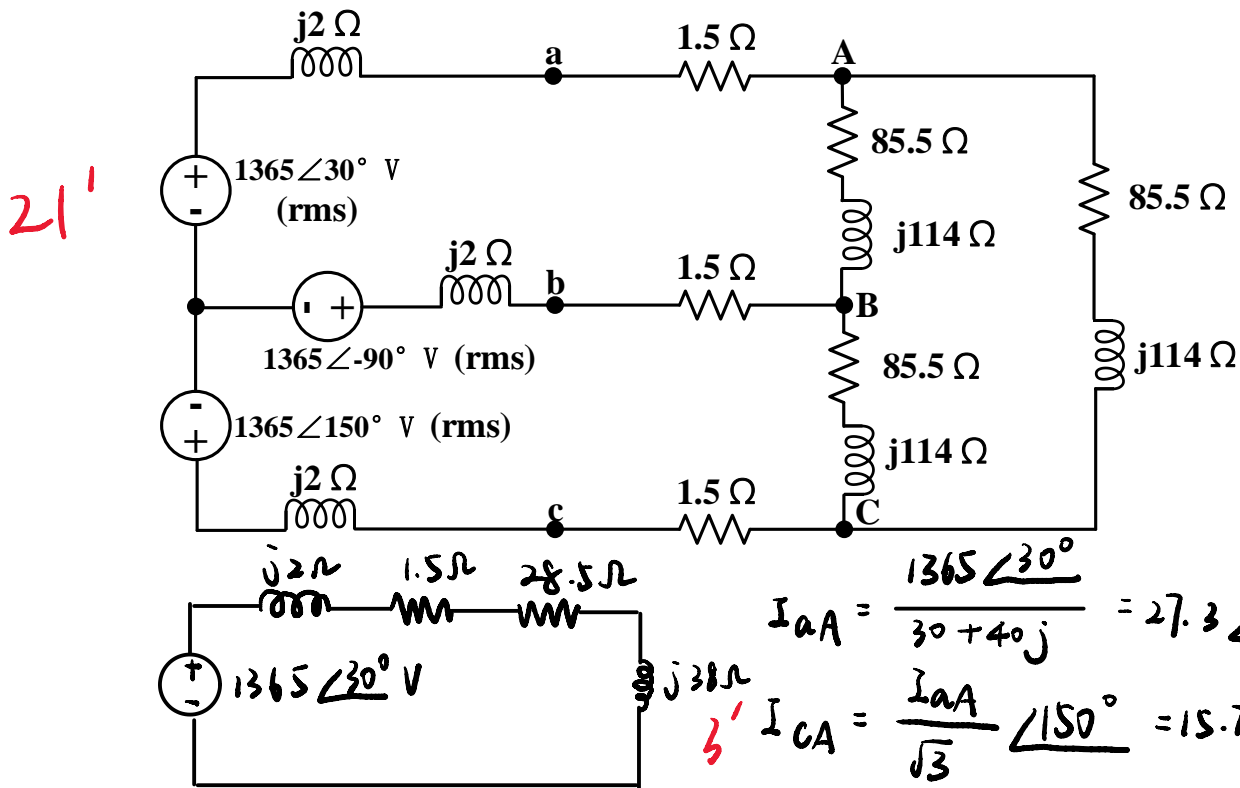 j2 Ω
a
1.5 Ω
A
85.5 Ω
85.5 Ω
+
-
1365∠30° V
(rms)
21'
j114 Ω
j2 Ω
b
1.5 Ω
B
- +
1365∠-90° V (rms)
85.5 Ω
j114 Ω
-
+
1365∠150° V (rms)
j114 Ω
j2 Ω
c
1.5 Ω
C
j2Ω 1.5Ω 28.5Ω
+
-
1365∠30° V
j38Ω
IaA = 1365∠30° / 30+40j = 27.3∠
3'
ICA = IaA / √3 ∠150° = 15.7